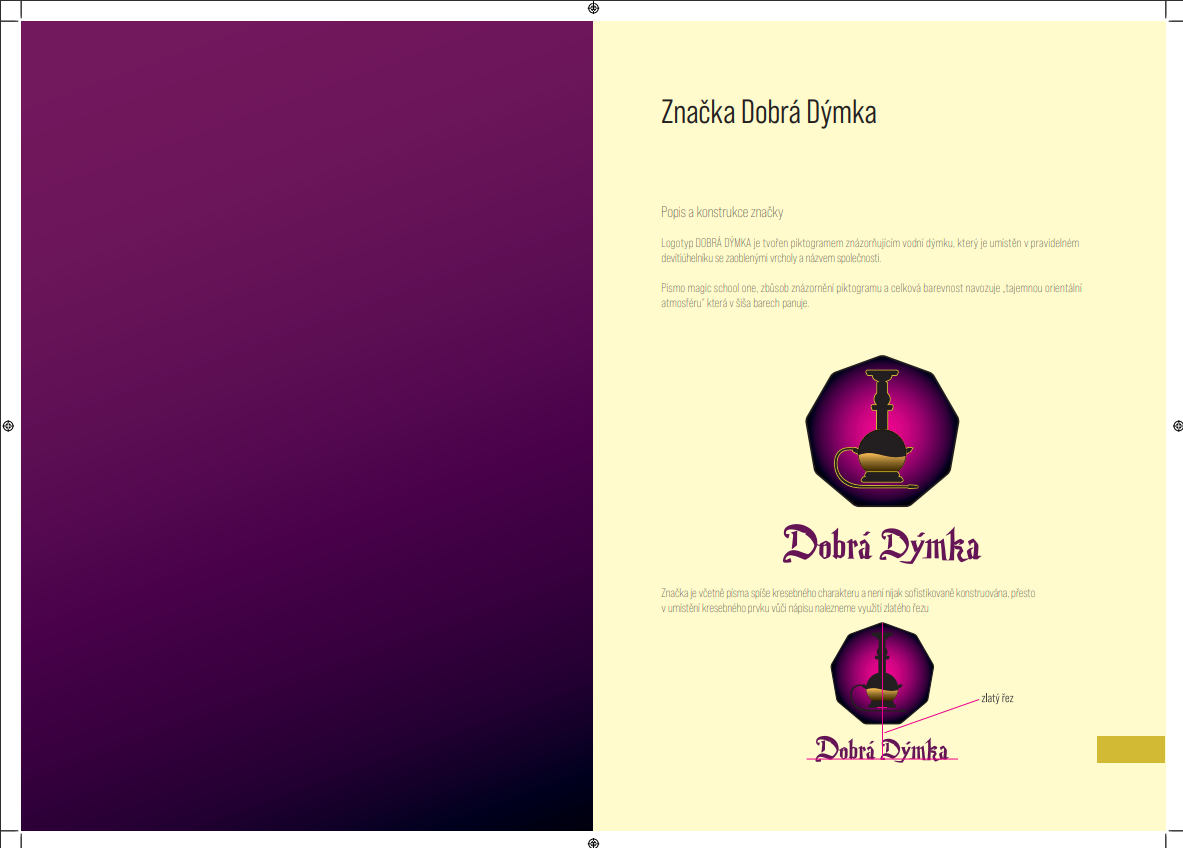 Značka Dobrá Dýmka
Popis a konstrukce značky
Logotyp DOBRÁ DÝMKA je tvořen piktogramem znázorňujícím vodní dýmku, který je umístěn v pravidelném
devítiúhelníku se zaoblenými vrcholy a názvem společnosti.
Písmo magic school one, zbůsob znázornění piktogramu a celková barevnost navozuje „tajemnou orientální
atmosféru" která v šiša barech panuje.
Dobrá Dýmka
Značka je včetně písma spíše kresebného charakteru a není nijak sofistikovaně konstruována, přesto
v umístění kresebného prvku vůči nápisu nalezneme využití zlatého řezu
zlatý řez
Dobrá Dýmka